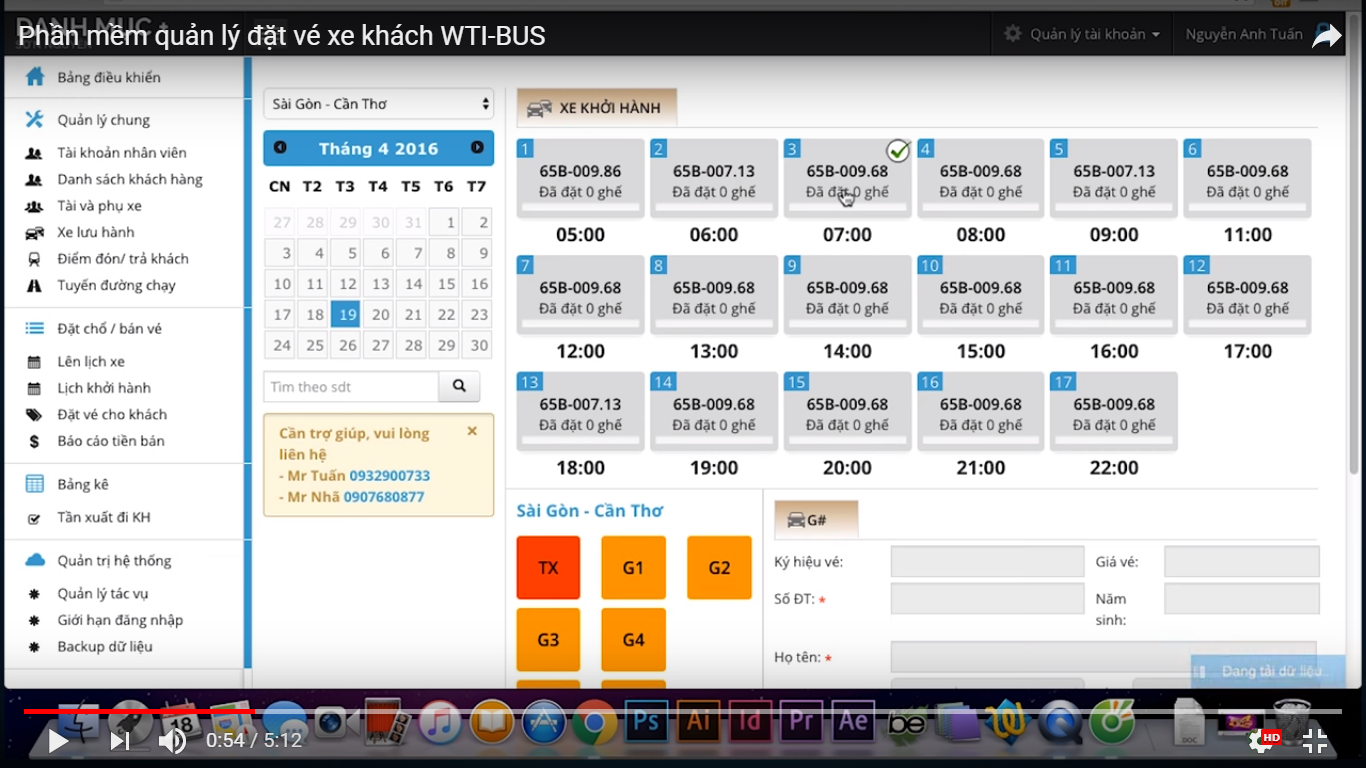 Phần mềm quản lý đặt vé xe khách WTI-BUS
DANH MỤC +
Quản lý tài khoản
Nguyễn Anh Tuấn
Bảng điều khiển
Quản lý chung
Tài khoản nhân viên
Danh sách khách hàng
Tài và phụ xe
Xe lưu hành
Điểm đón/ trả khách
Tuyến đường chạy
Đặt chổ / bán vé
Lên lịch xe
Lịch khởi hành
Đặt vé cho khách
Báo cáo tiền bán
Bảng kê
Tần xuất đi KH
Quản trị hệ thống
Quản lý tác vụ
Giới hạn đăng nhập
Backup dữ liệu
Sài Gòn - Cần Thơ
Tháng 4 2016
CN T2 T3 T4 T5 T6 T7
27 28 29 30 31 1 2
3 4 5 6 7 8 9
10 11 12 13 14 15 16
17 18 19 20 21 22 23
24 25 26 27 28 29 30
Tìm theo sdt
Cần trợ giúp, vui lòng
liên hệ
- Mr Tuấn 0932900733
- Mr Nhã 0907680877
XE KHỞI HÀNH
1 2 3 4 5 6
65B-009.86 65B-007.13 65B-009.68 65B-009.68 65B-007.13 65B-009.68
Đã đặt 0 ghế Đã đặt 0 ghế Đã đặt 0 ghế Đã đặt 0 ghế Đã đặt 0 ghế Đã đặt 0 ghế
05:00 06:00 07:00 08:00 09:00 11:00
7 8 9 10 11 12
65B-009.68 65B-009.68 65B-009.68 65B-009.68 65B-009.68 65B-009.68
Đã đặt 0 ghế Đã đặt 0 ghế Đã đặt 0 ghế Đã đặt 0 ghế Đã đặt 0 ghế Đã đặt 0 ghế
12:00 13:00 14:00 15:00 16:00 17:00
13 14 15 16 17
65B-007.13 65B-009.68 65B-009.68 65B-009.68 65B-009.68
Đã đặt 0 ghế Đã đặt 0 ghế Đã đặt 0 ghế Đã đặt 0 ghế Đã đặt 0 ghế
18:00 19:00 20:00 21:00 22:00
Sài Gòn - Cần Thơ
TX G1 G2
G3 G4
G#
Ký hiệu vé: Giá vé:
Số ĐT: * Năm
sinh:
Họ tên: *
Đang tải dữ liệu...
18 Ps Ai Id Pr Ae be DOC
0:54 / 5:12
HD